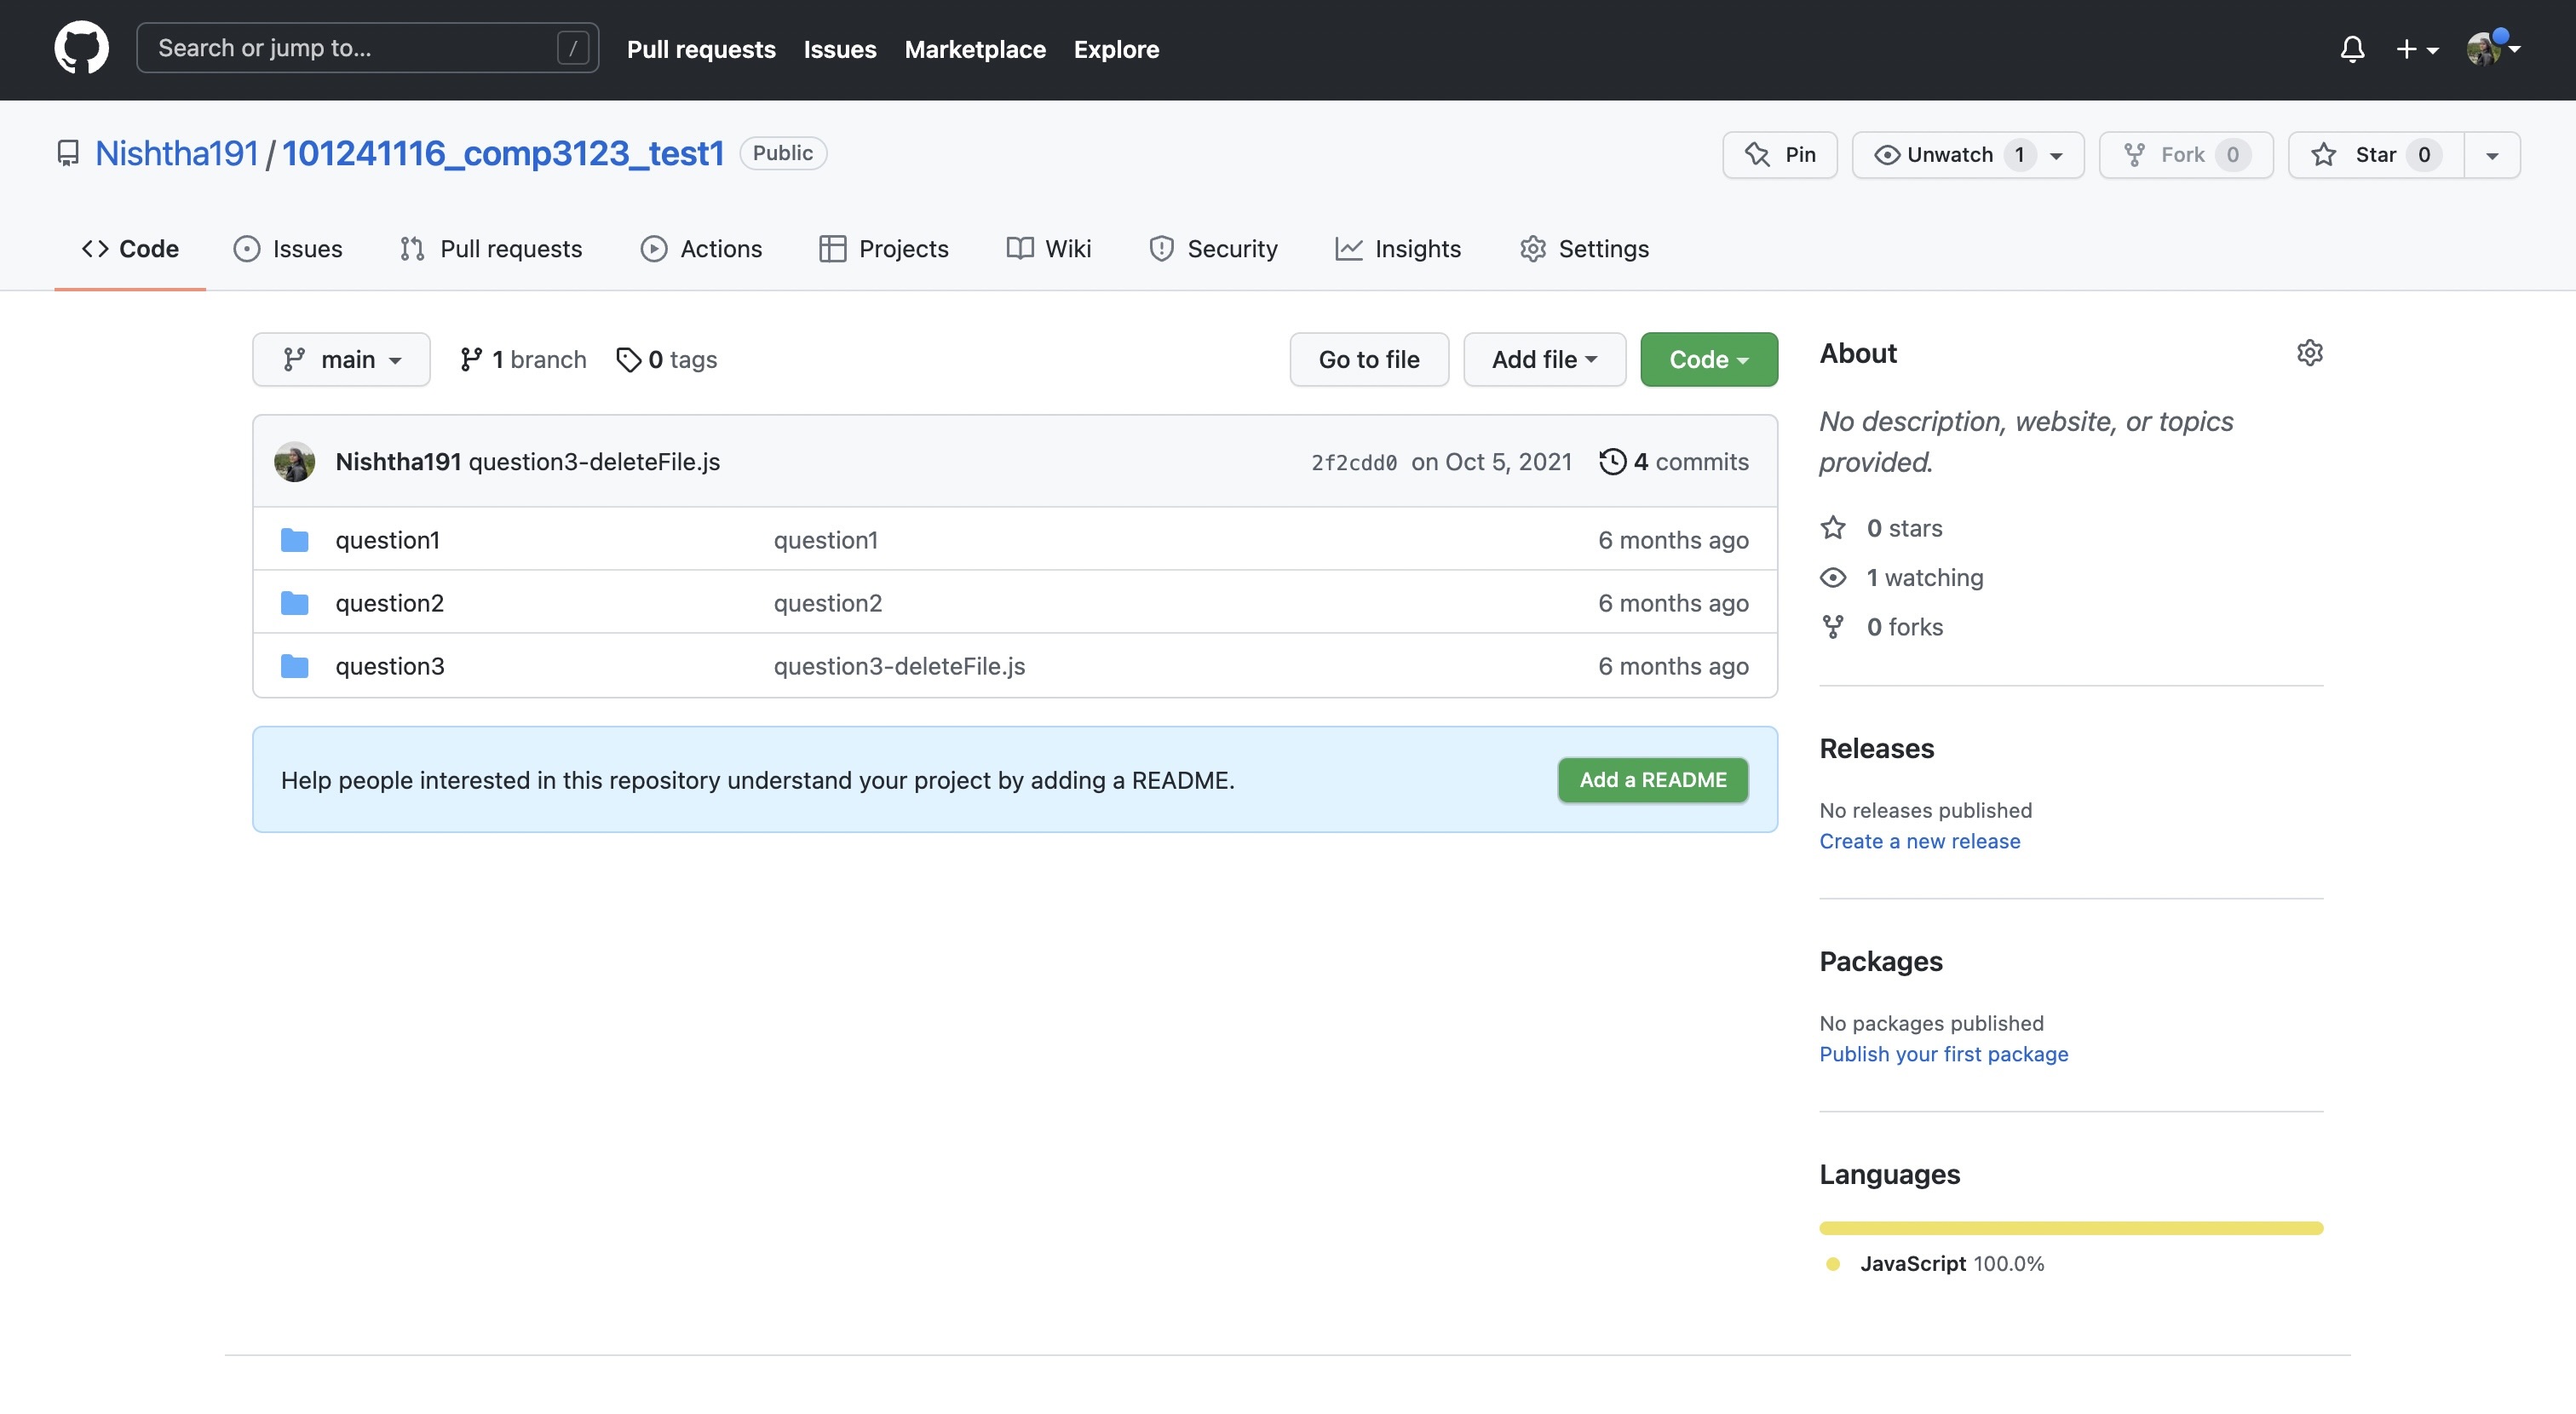 Search or jump to...
/
Pull requests
Issues
Marketplace
Explore
Nishtha191 / 101241116_comp3123_test1
Public
Pin
Unwatch 1
Fork 0
Star 0
Code
Issues
Pull requests
Actions
Projects
Wiki
Security
Insights
Settings
main
1 branch
0 tags
Go to file
Add file
Code
Nishtha191 question3-deleteFile.js
2f2cdd0 on Oct 5, 2021
4 commits
question1
question1
6 months ago
question2
question2
6 months ago
question3
question3-deleteFile.js
6 months ago
Help people interested in this repository understand your project by adding a README.
Add a README
About
No description, website, or topics
provided.
0 stars
1 watching
0 forks
Releases
No releases published
Create a new release
Packages
No packages published
Publish your first package
Languages
JavaScript 100.0%